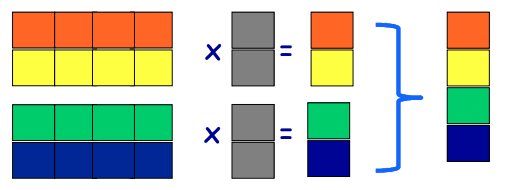 × =
× =